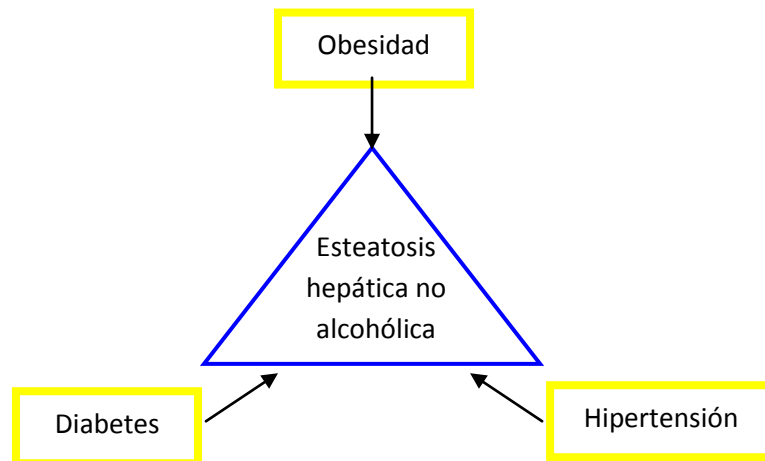 Obesidad
Esteatosis
hepática no
alcohólica
Diabetes
Hipertensión